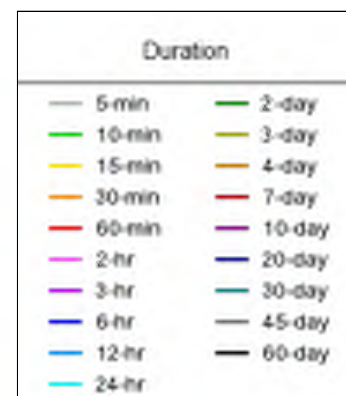 Duration
5-min 2-day
10-min 3-day
15-min 4-day
30-min 7-day
60-min 10-day
2-hr 20-day
3-hr 30-day
6-hr 45-day
12-hr 60-day
24-hr